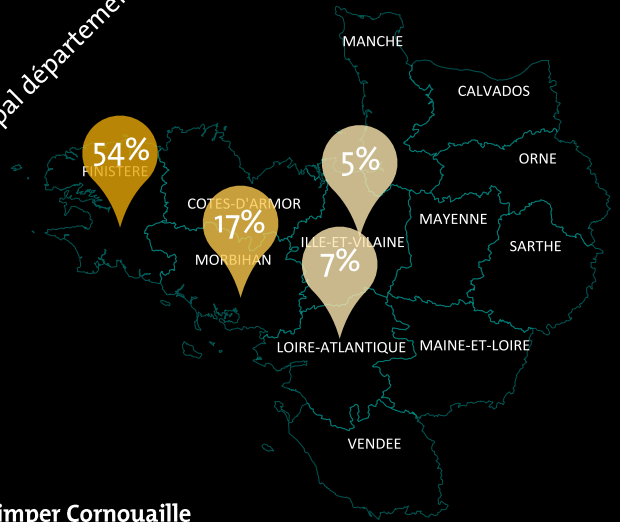 pal département
MANCHE
CALVADOS
54%
FINISTERE
5%
ORNE
COTES-D'ARMOR
17%
MAYENNE
ILLE-ET-VILAINE
SARTHE
MORBIHAN
7%
LOIRE-ATLANTIQUE
MAINE-ET-LOIRE
VENDEE
imper Cornouaille